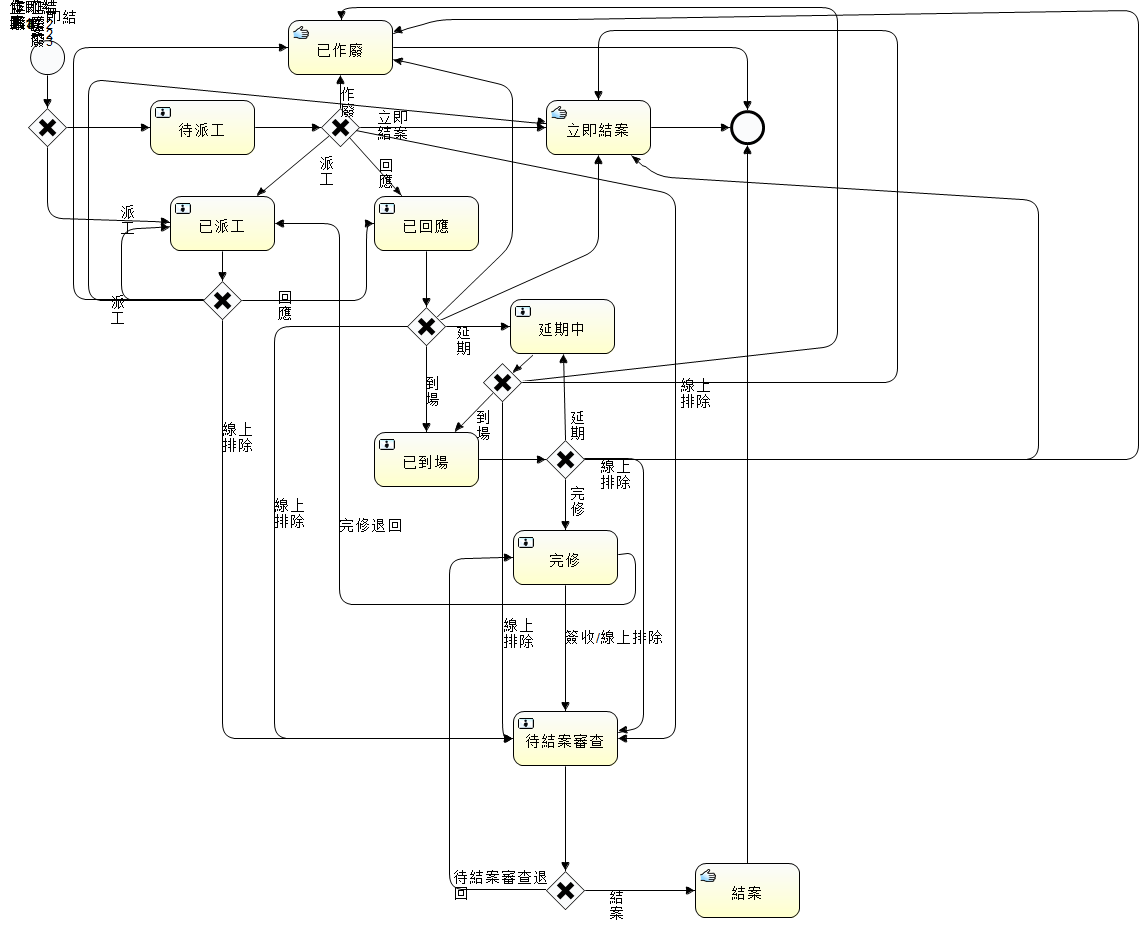 即結
已作廢
作
廢
立即
結案
待派工
立即結案
派
工
回
應
派
工
已派工
已回應
派
工
回
應
延
期
延期中
到
場
線上
排除
到
場
延
期
線上
排除
已到場
線上
排除
完
修
線上
排除
完修退回
完修
線上
排除
簽收/線上排除
待結案審查
待結案審查退
回
結
案
結案